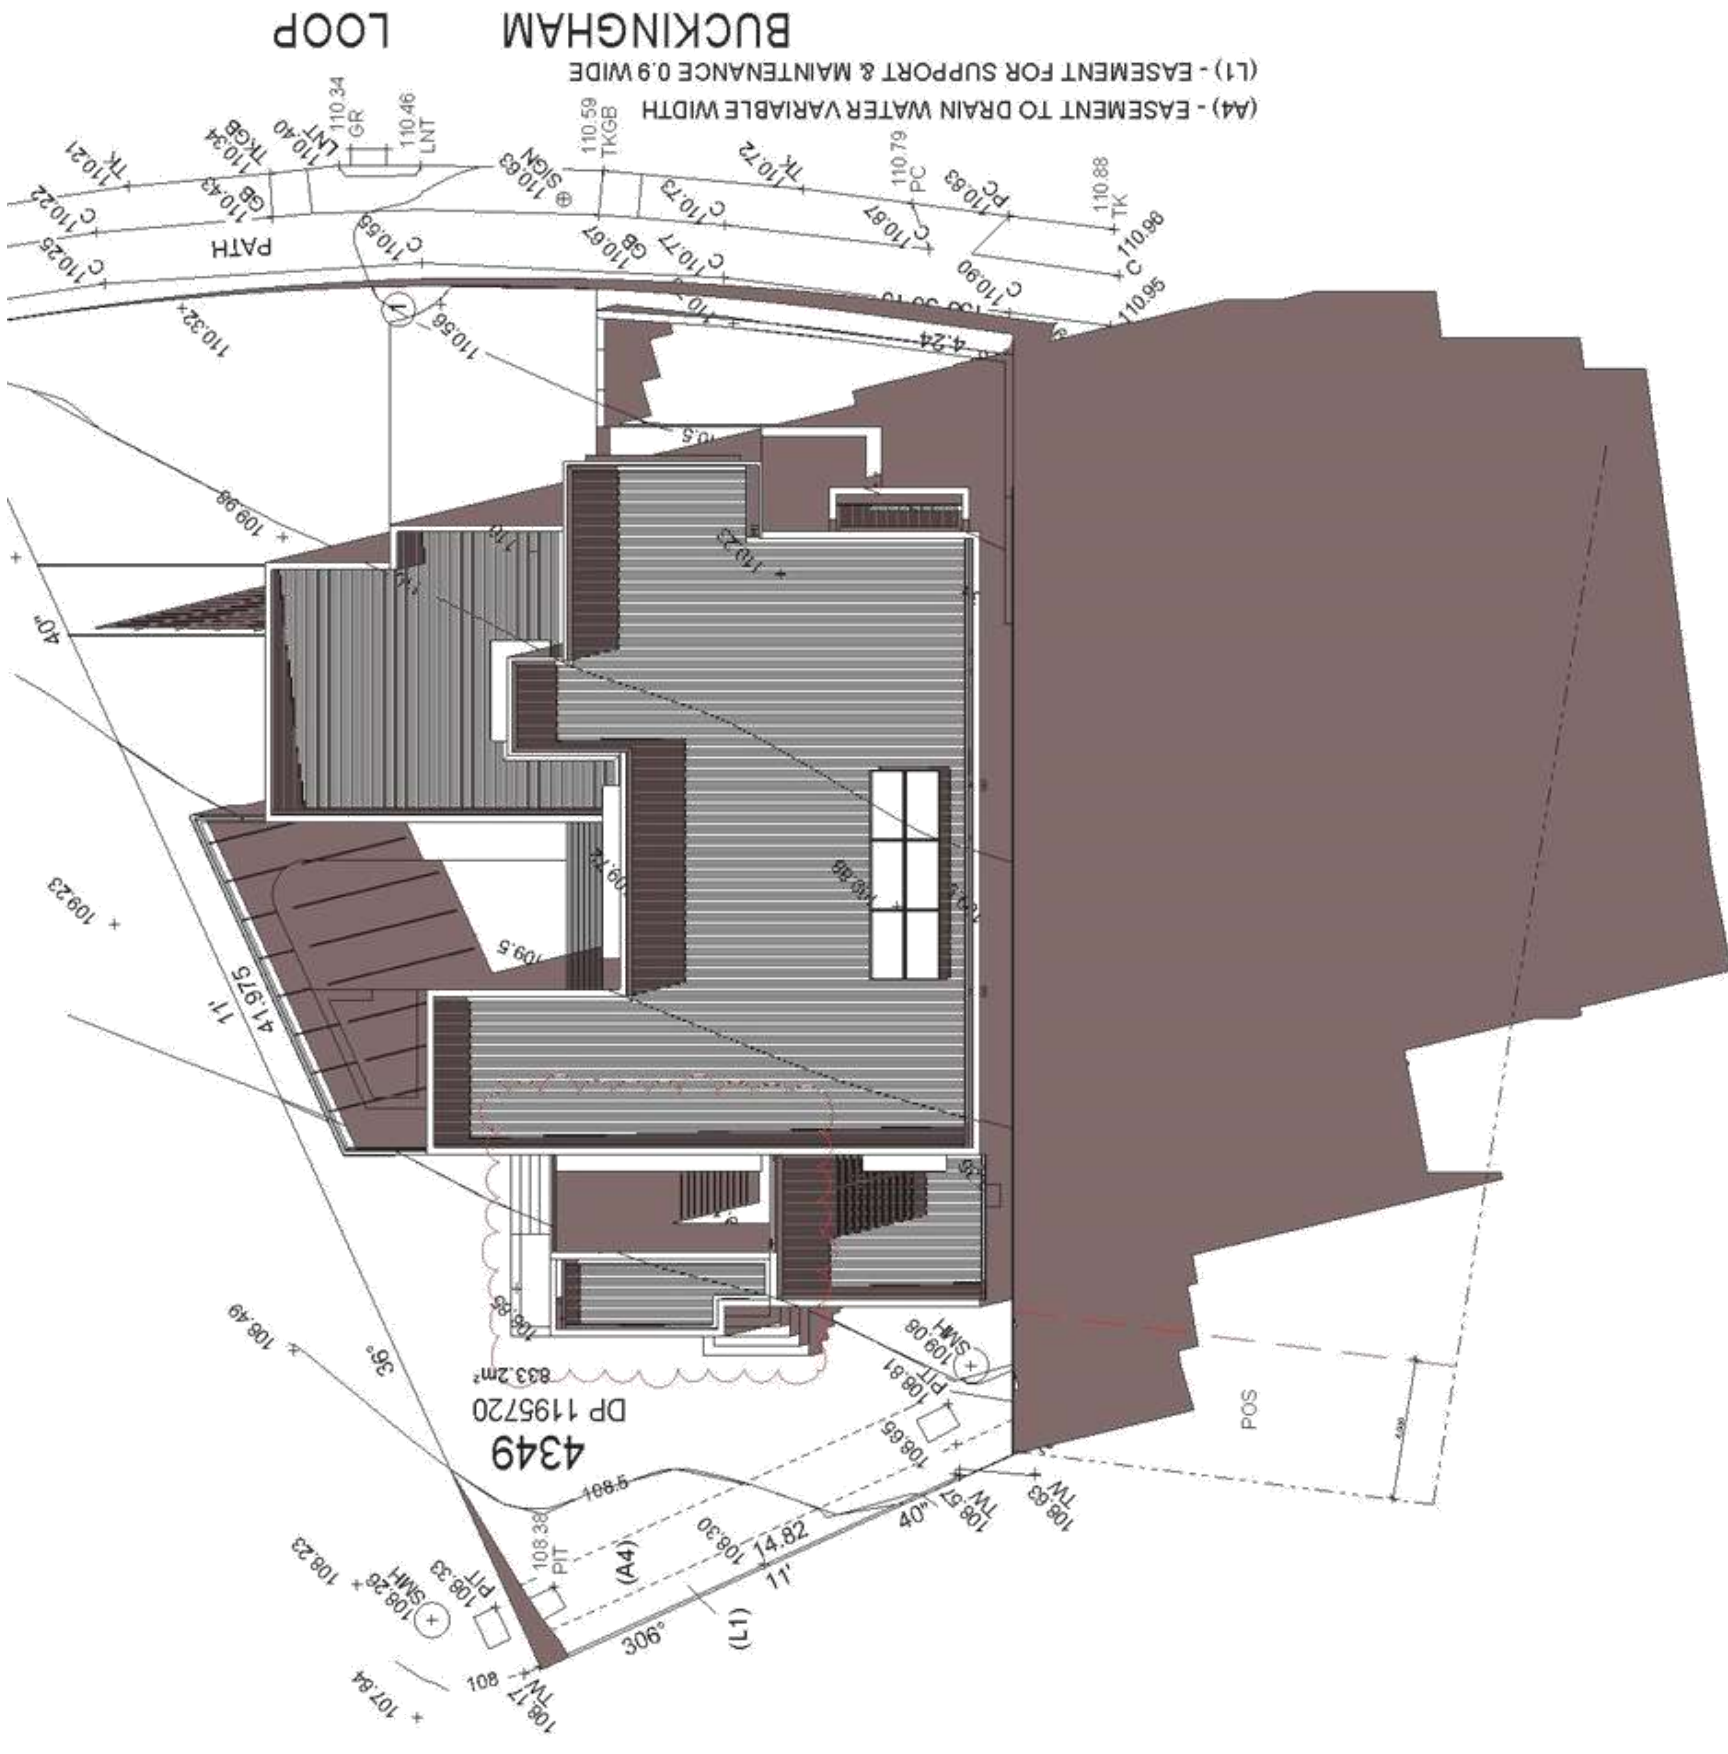 BUCKINGHAM LOOP
(L1) - EASEMENT FOR SUPPORT & MAINTENANCE 0.9 WIDE
(A4) - EASEMENT TO DRAIN WATER VARIABLE WIDTH
110.34
GR
110.46
LNT
110.40
LNT
110.34
TKGB
110.21
TK
110.22
C
110.43
GB
110.25
C
PATH
110.55
C
110.63
SIGN
110.59
TKGB
110.72
TK
110.73
C
110.67
GB
110.77
C
110.79
PC
110.87
C
110.83
PC
110.88
TK
110.96
C
110.90
C
110.95
110.32
110.56
4.24
109.98
110.23
40"
109.23
109.5
41.975
11'
109.88
108.49
36°
108.85
833.2m²
DP 1195720
4349
109.08
SMH
108.81
PIT
108.65
108.5
108.57
TW
108.63
TW
40"
14.82
11'
108.30
108.38
PIT
(A4)
(L1)
306°
108.23
108.26
SMH
108.33
PIT
107.84
108
108.17
TW
POS